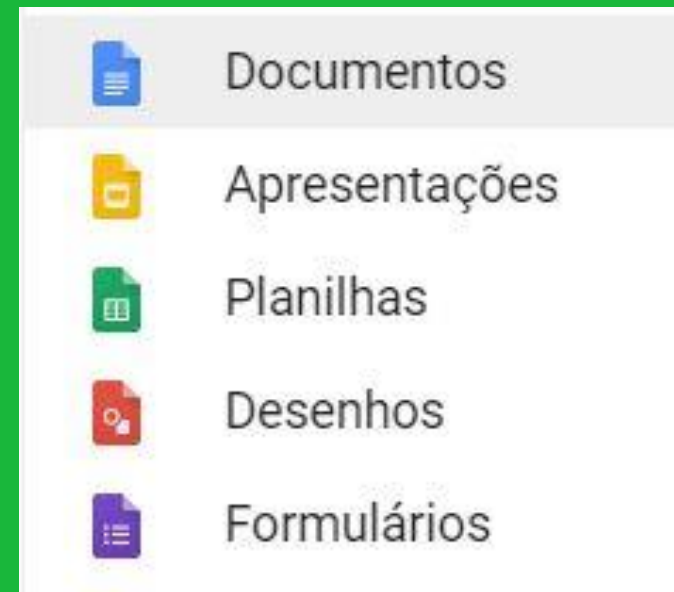 Documentos
Apresentações
Planilhas
Desenhos
Formulários